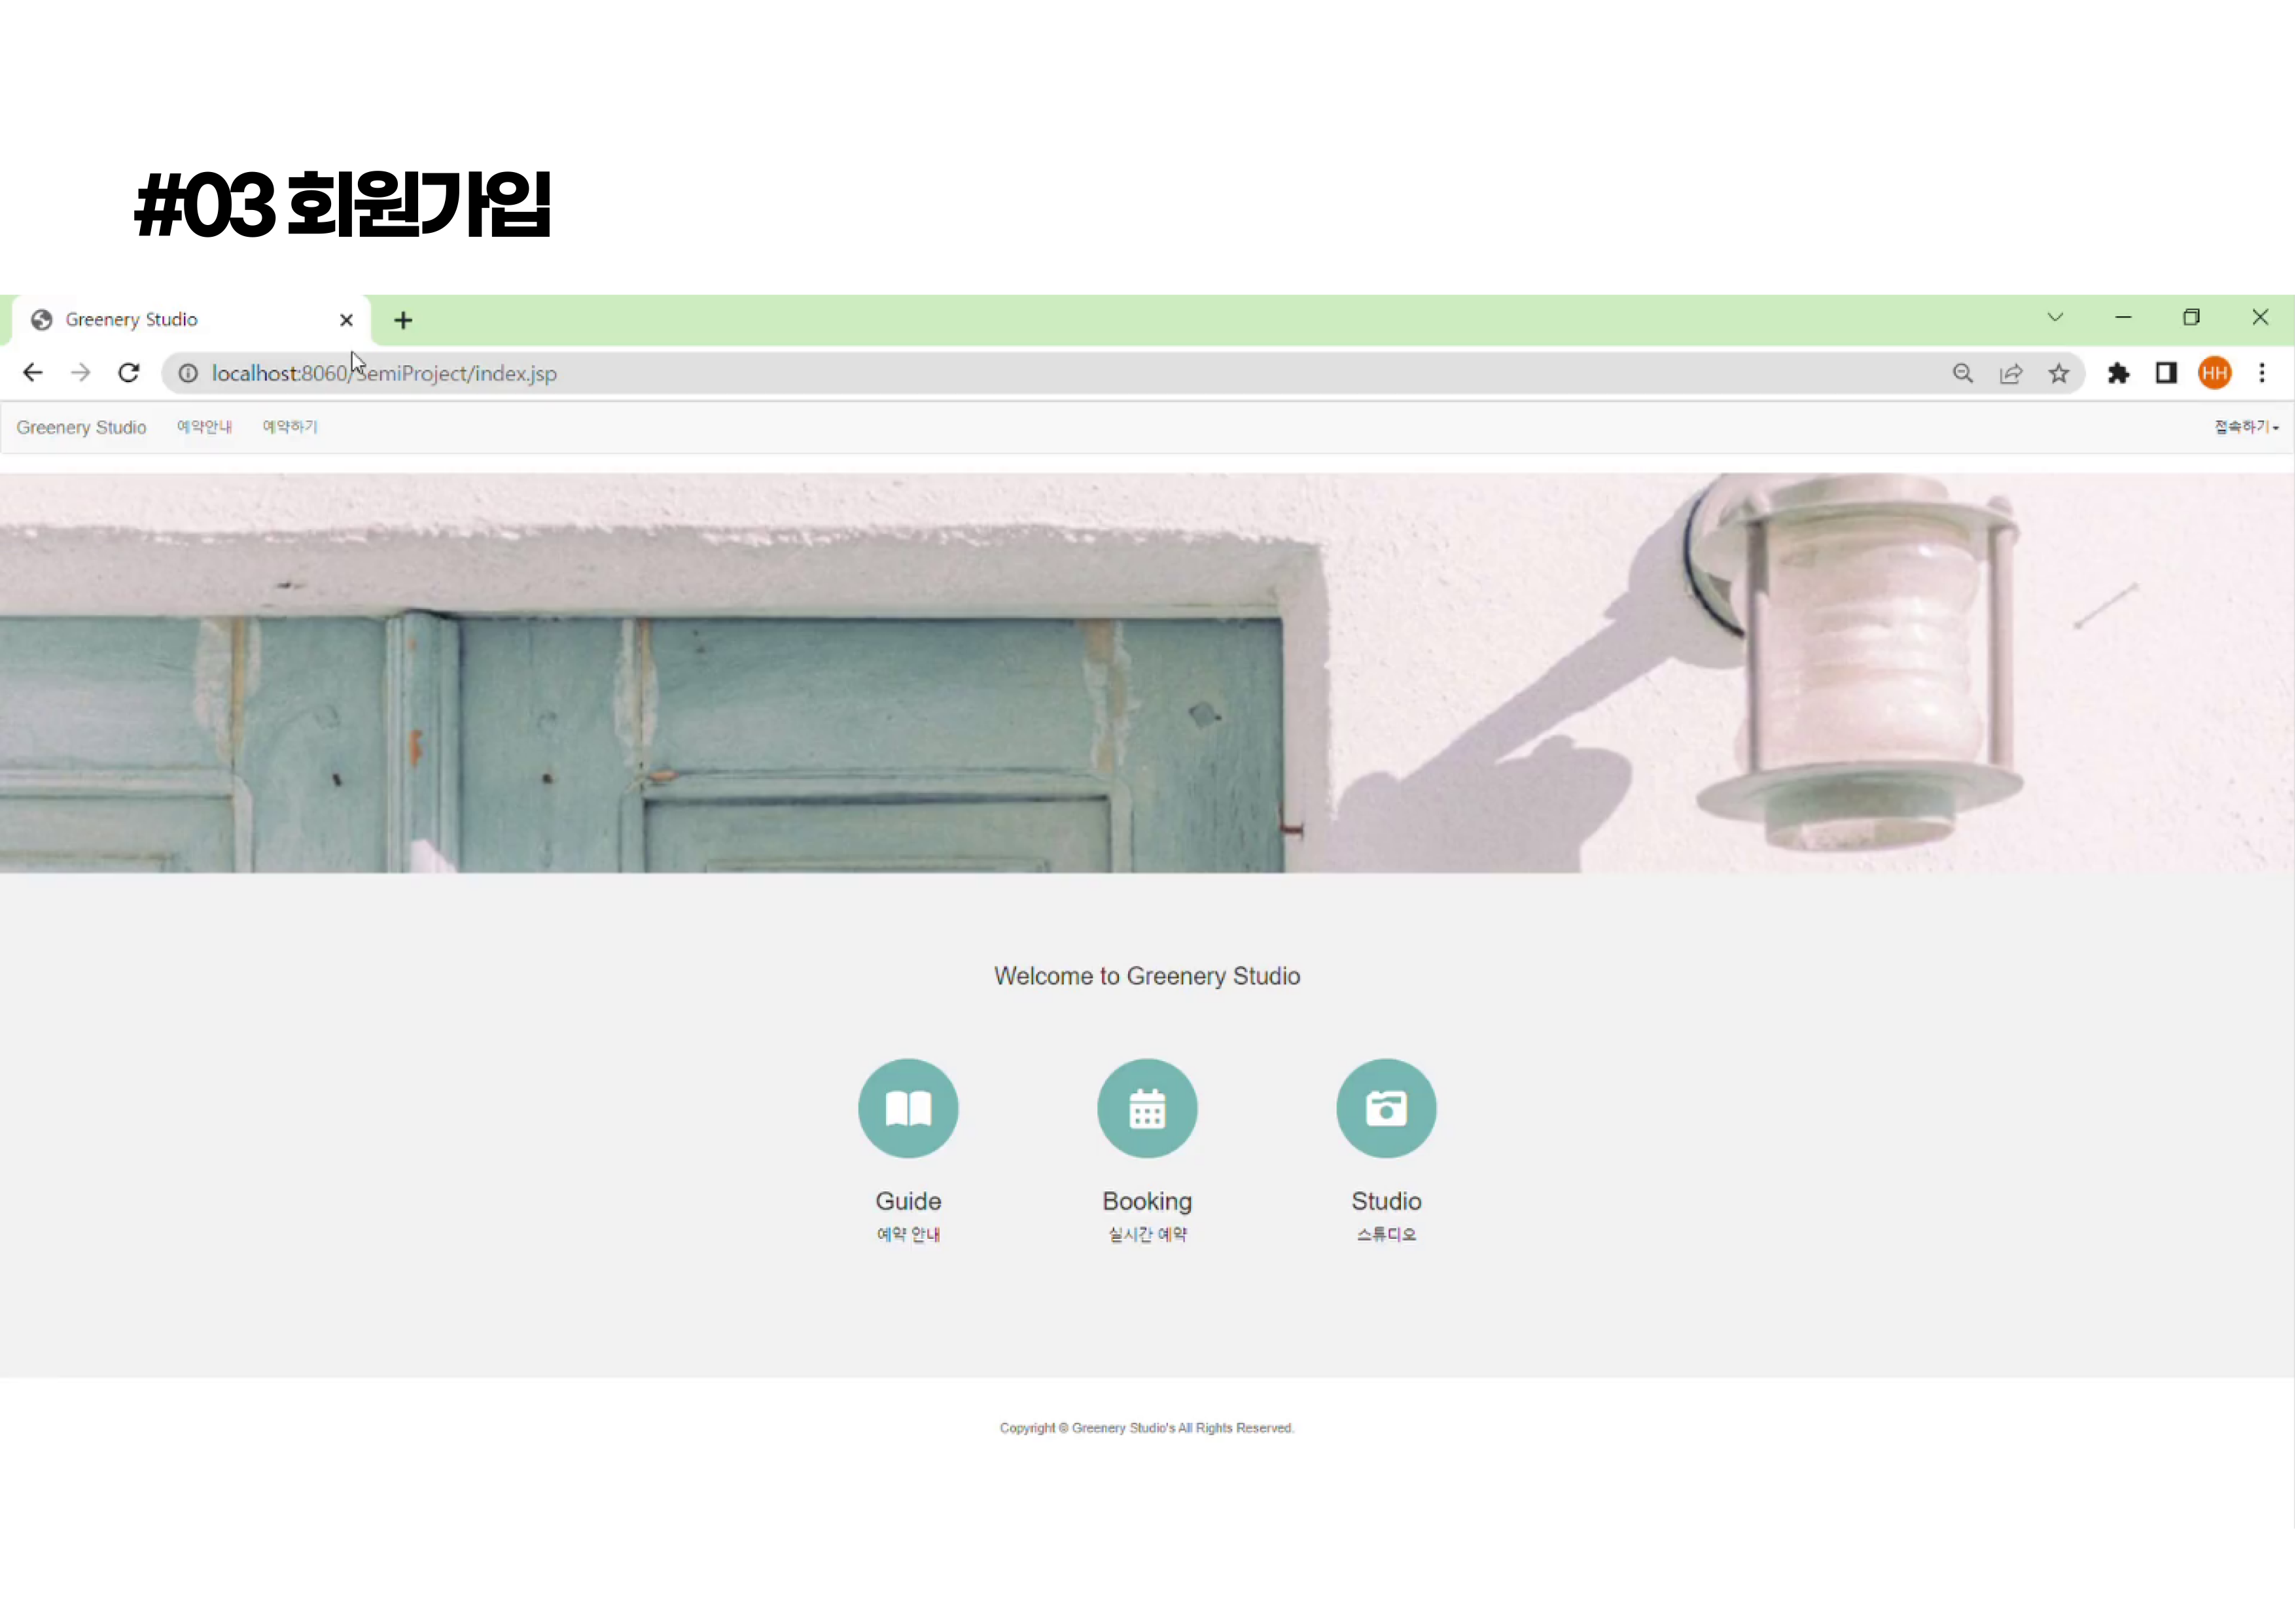 #03 회원가입
Greenery Studio
localhost:8060/SemiProject/index.jsp
HH
Greenery Studio 예약안내 예약하기 접속하기
Welcome to Greenery Studio
Guide Booking Studio
예약 안내 실시간 예약 스튜디오
Copyright © Greenery Studio's All Rights Reserved.